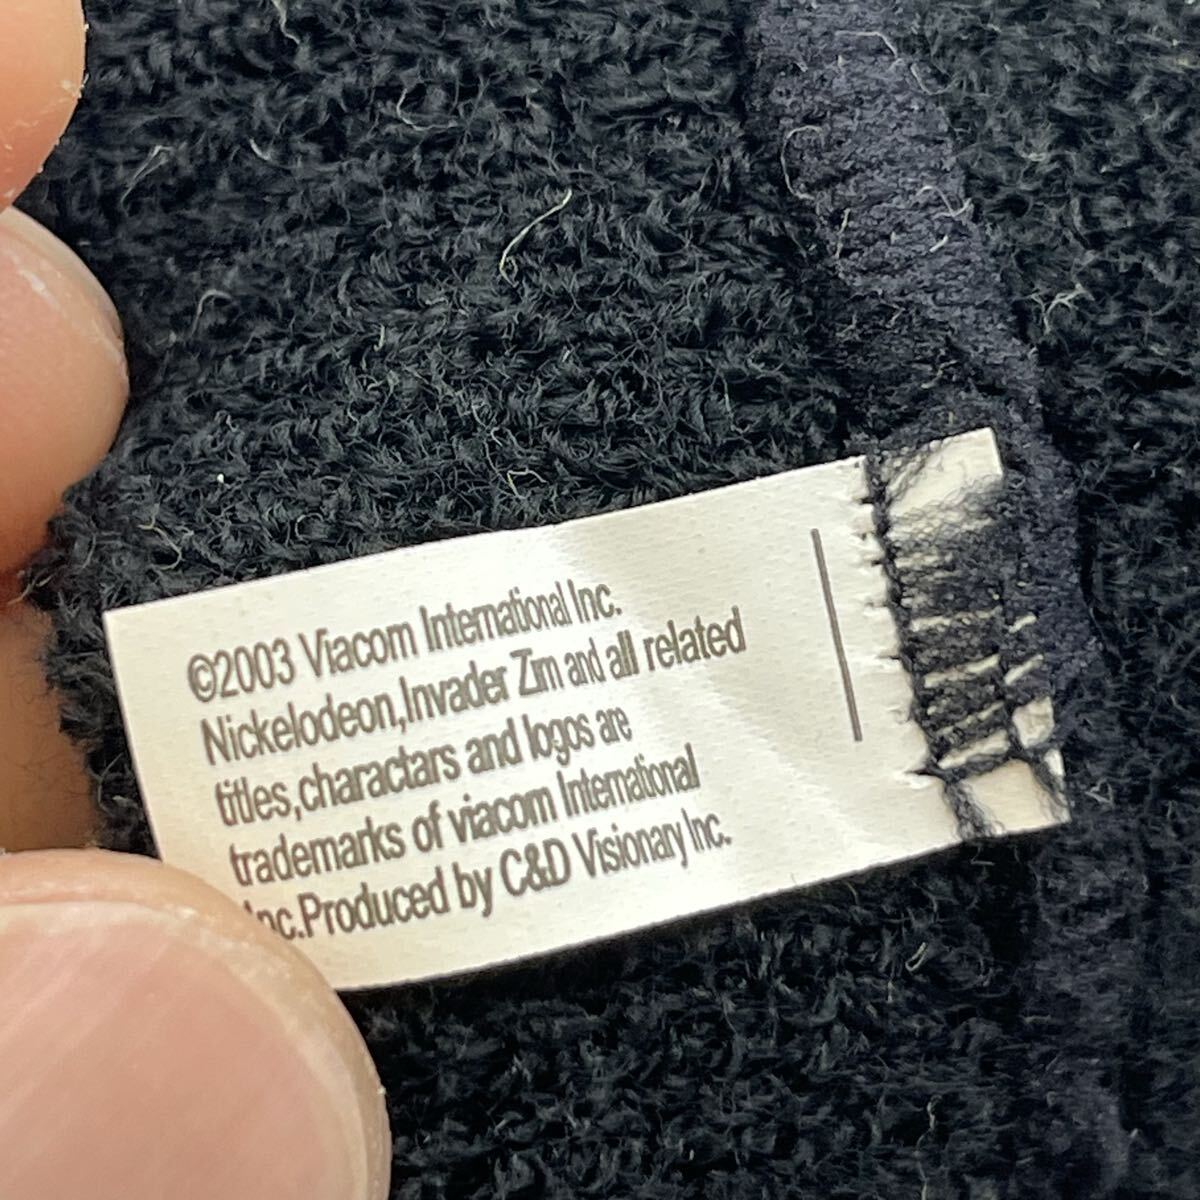 ©2003 Viacom International Inc.
Nickelodeon,Invader Zim and all related
titles,charactars and logos are
trademarks of viacom International
Inc.Produced by C&D Visionary Inc.